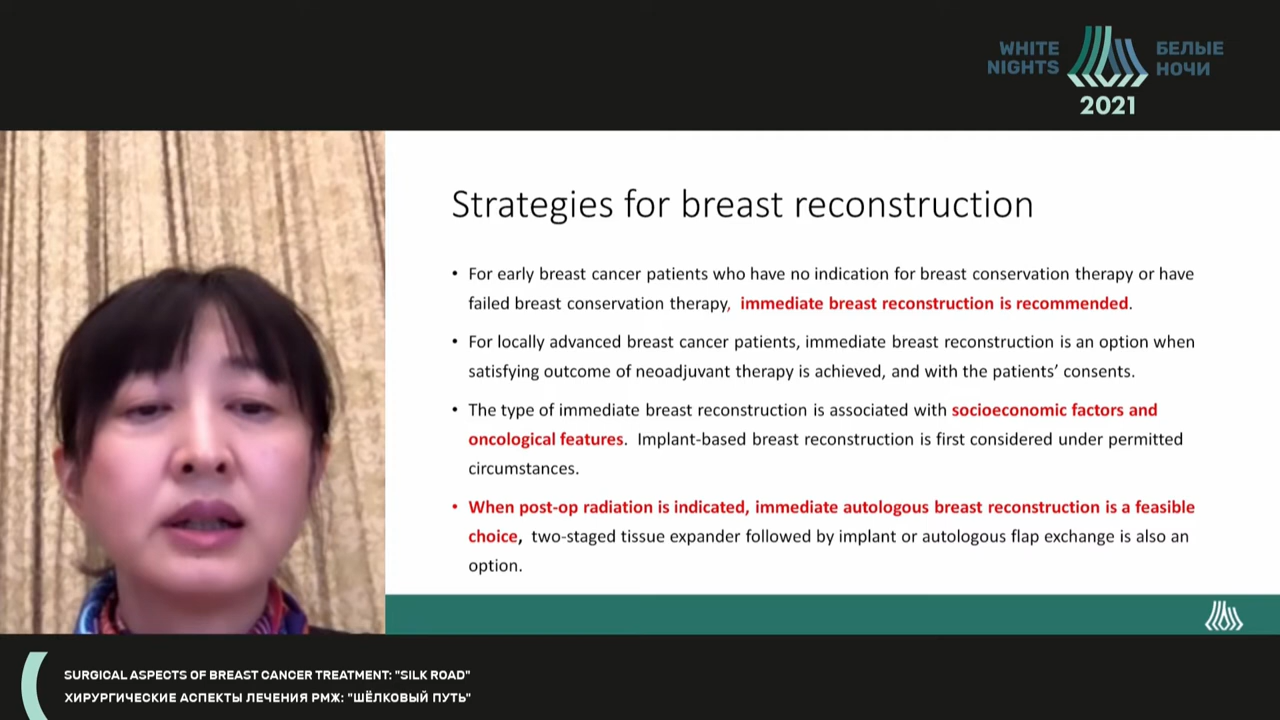 WHITE
NIGHTS
БЕЛЫЕ
НОЧИ
2021
Strategies for breast reconstruction
• For early breast cancer patients who have no indication for breast conservation therapy or have
failed breast conservation therapy, immediate breast reconstruction is recommended.
• For locally advanced breast cancer patients, immediate breast reconstruction is an option when
satisfying outcome of neoadjuvant therapy is achieved, and with the patients’ consents.
• The type of immediate breast reconstruction is associated with socioeconomic factors and
oncological features. Implant-based breast reconstruction is first considered under permitted
circumstances.
• When post-op radiation is indicated, immediate autologous breast reconstruction is a feasible
choice, two-staged tissue expander followed by implant or autologous flap exchange is also an
option.
SURGICAL ASPECTS OF BREAST CANCER TREATMENT: "SILK ROAD"
ХИРУРГИЧЕСКИЕ АСПЕКТЫ ЛЕЧЕНИЯ РМЖ: "ШЁЛКОВЫЙ ПУТЬ"